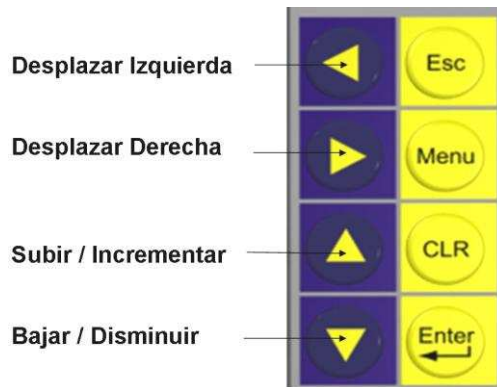 Desplazar Izquierda
Esc
Desplazar Derecha
Menu
Subir / Incrementar
CLR
Bajar / Disminuir
Enter